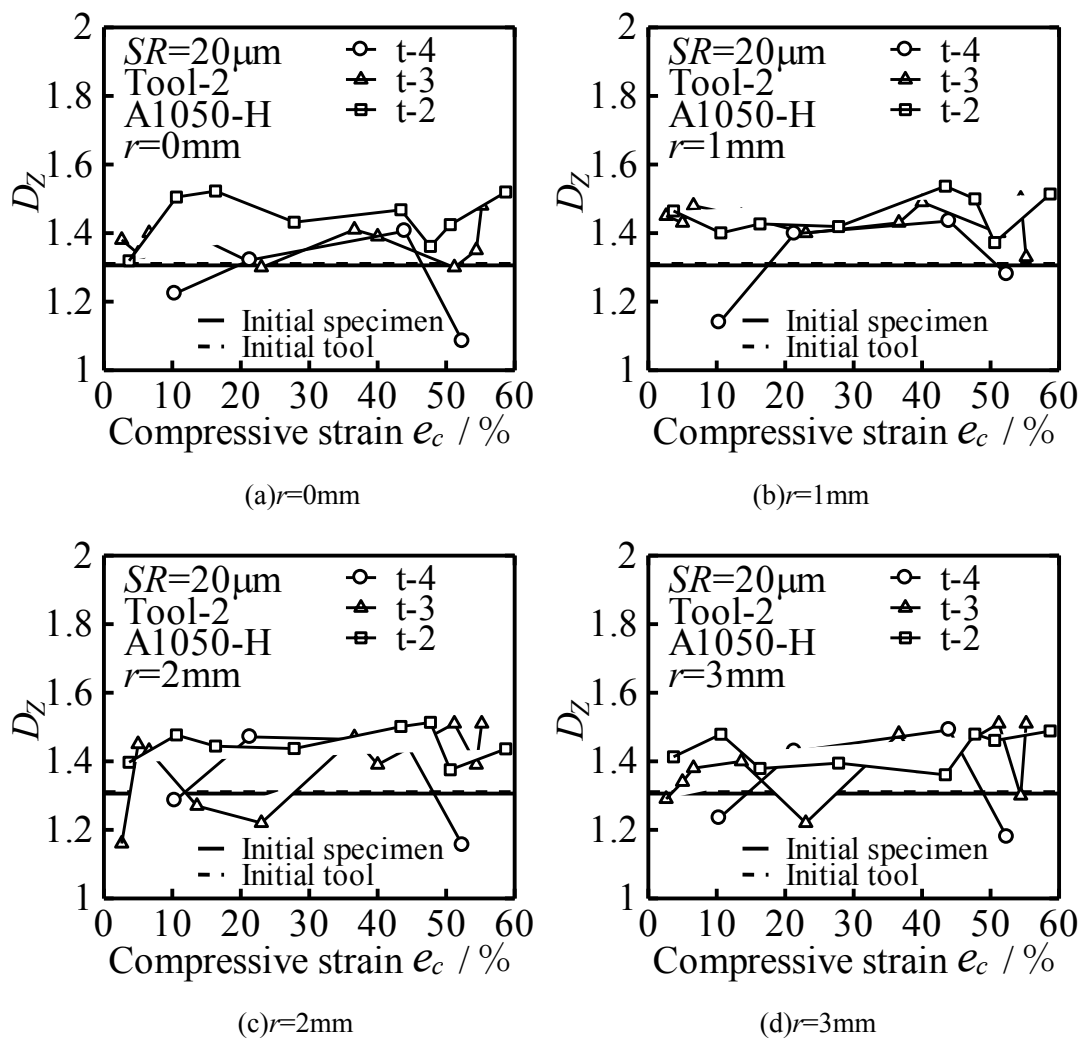 2
1.8
1.6
1.4
1.2
1
D_Z
SR=20μm
Tool-2
A1050-H
r=0mm
t-4
t-3
t-2
Initial specimen
Initial tool
0 10 20 30 40 50 60
Compressive strain e_c / %
(a)r=0mm
2
1.8
1.6
1.4
1.2
1
D_Z
SR=20μm
Tool-2
A1050-H
r=1mm
t-4
t-3
t-2
Initial specimen
Initial tool
0 10 20 30 40 50 60
Compressive strain e_c / %
(b)r=1mm
2
1.8
1.6
1.4
1.2
1
D_Z
SR=20μm
Tool-2
A1050-H
r=2mm
t-4
t-3
t-2
Initial specimen
Initial tool
0 10 20 30 40 50 60
Compressive strain e_c / %
(c)r=2mm
2
1.8
1.6
1.4
1.2
1
D_Z
SR=20μm
Tool-2
A1050-H
r=3mm
t-4
t-3
t-2
Initial specimen
Initial tool
0 10 20 30 40 50 60
Compressive strain e_c / %
(d)r=3mm